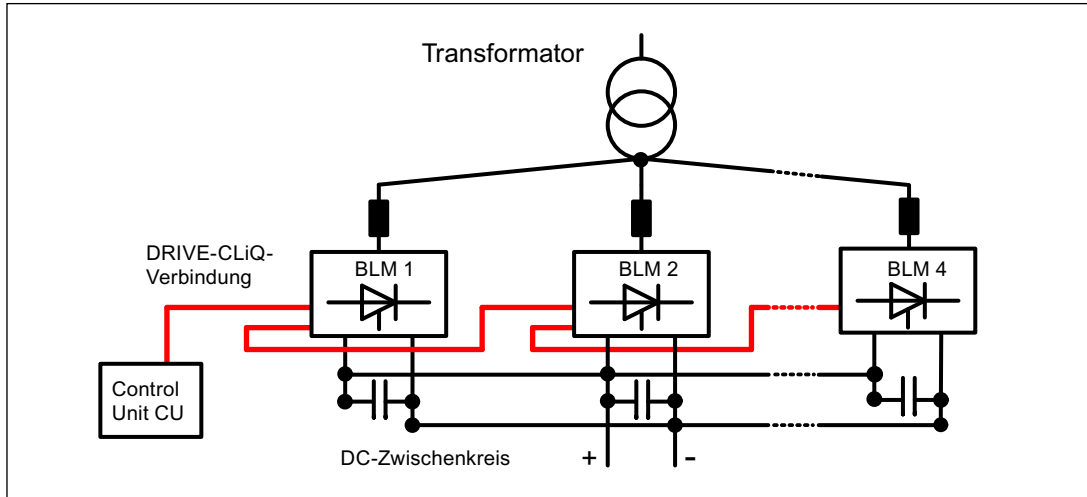 Transformator
DRIVE-CLiQ-
Verbindung
BLM 1
BLM 2
BLM 4
Control
Unit CU
DC-Zwischenkreis
+
-